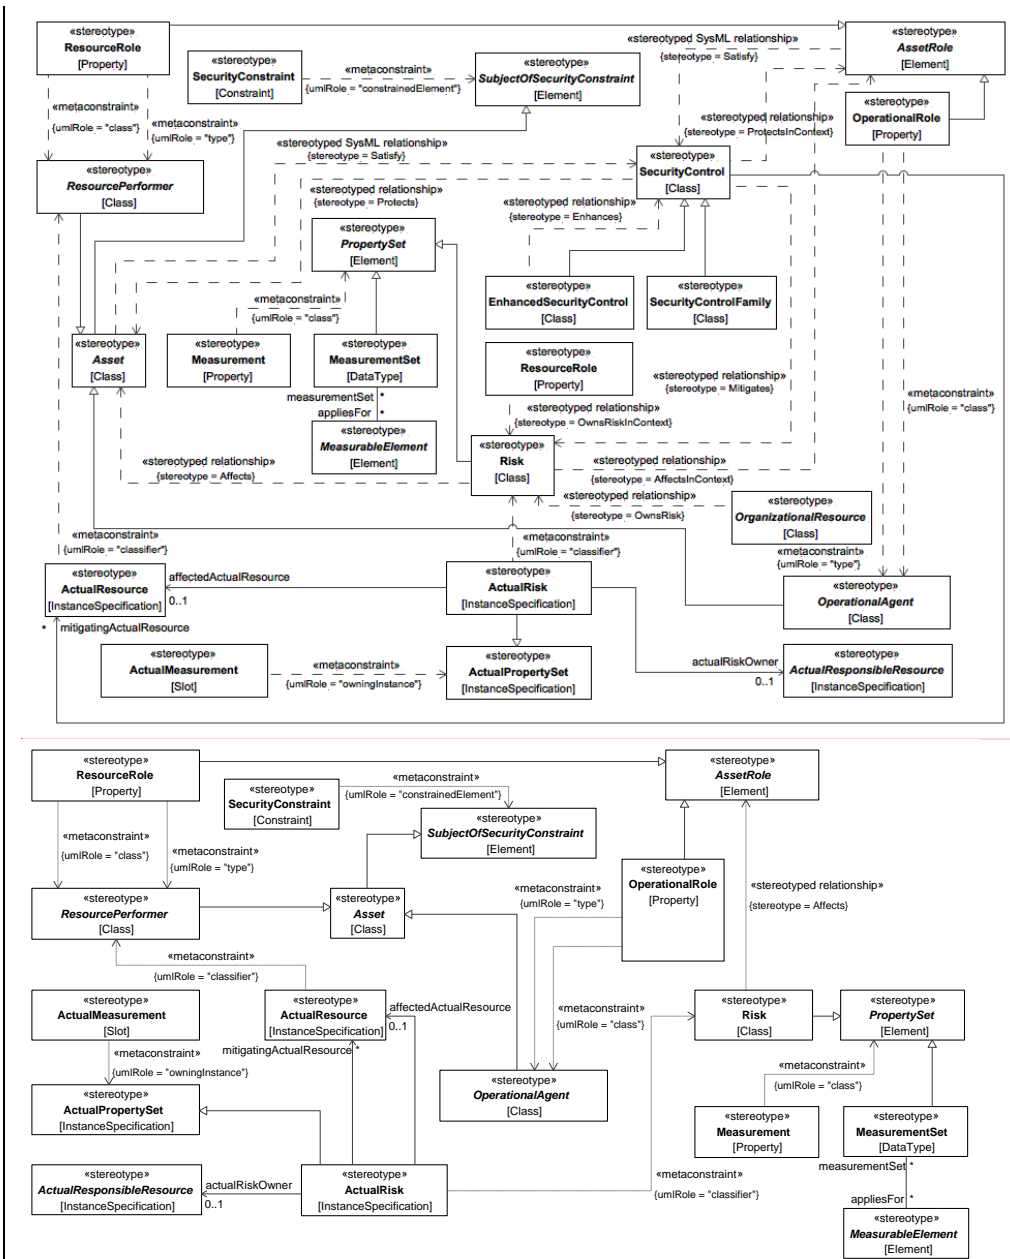 «stereotype»
ResourceRole
[Property]
«stereotype»
AssetRole
[Element]
«stereotyped SysML relationship»
{stereotype = Satisfy}
«stereotype»
SecurityConstraint
[Constraint]
«metaconstraint»
{umlRole = "constrainedElement"}
«stereotype»
SubjectOfSecurityConstraint
[Element]
«metaconstraint»
{umlRole = "class"}
«metaconstraint»
{umlRole = "type"}
«stereotype»
OperationalRole
[Property]
«stereotyped relationship»
{stereotype = ProtectsInContext}
«stereotyped SysML relationship»
{stereotype = Satisfy}
«stereotype»
SecurityControl
[Class]
«stereotype»
ResourcePerformer
[Class]
«stereotyped relationship»
{stereotype = Protects}
«stereotyped relationship»
{stereotype = Enhances}
«stereotype»
PropertySet
[Element]
«stereotype»
EnhancedSecurityControl
[Class]
«stereotype»
SecurityControlFamily
[Class]
«metaconstraint»
{umlRole = "class"}
«stereotype»
Asset
[Class]
«stereotype»
Measurement
[Property]
«stereotype»
MeasurementSet
[DataType]
«stereotype»
ResourceRole
[Property]
«stereotyped relationship»
{stereotype = Mitigates}
«metaconstraint»
{umlRole = "class"}
measurementSet *
appliesFor *
«stereotyped relationship»
{stereotype = OwnsRiskInContext}
«stereotype»
MeasurableElement
[Element]
«stereotype»
Risk
[Class]
«stereotyped relationship»
{stereotype = Affects}
«stereotyped relationship»
{stereotype = AffectsInContext}
«stereotyped relationship»
{stereotype = OwnsRisk}
«stereotype»
OrganizationalResource
[Class]
«metaconstraint»
{umlRole = "classifier"}
«metaconstraint»
{umlRole = "classifier"}
«metaconstraint»
{umlRole = "type"}
«stereotype»
ActualResource
[InstanceSpecification]
affectedActualResource
0..1
«stereotype»
ActualRisk
[InstanceSpecification]
«stereotype»
OperationalAgent
[Class]
* mitigatingActualResource
«stereotype»
ActualMeasurement
[Slot]
«metaconstraint»
{umlRole = "owningInstance"}
«stereotype»
ActualPropertySet
[InstanceSpecification]
actualRiskOwner
0..1
«stereotype»
ActualResponsibleResource
[InstanceSpecification]
«stereotype»
ResourceRole
[Property]
«stereotype»
AssetRole
[Element]
«stereotype»
SecurityConstraint
[Constraint]
«metaconstraint»
{umlRole = "constrainedElement"}
«stereotype»
SubjectOfSecurityConstraint
[Element]
«metaconstraint»
{umlRole = "class"}
«metaconstraint»
{umlRole = "type"}
«stereotype»
OperationalRole
[Property]
«metaconstraint»
{umlRole = "type"}
«stereotyped relationship»
{stereotype = Affects}
«stereotype»
ResourcePerformer
[Class]
«stereotype»
Asset
[Class]
«metaconstraint»
{umlRole = "classifier"}
«stereotype»
ActualMeasurement
[Slot]
«stereotype»
ActualResource
[InstanceSpecification]
affectedActualResource
0..1
«metaconstraint»
{umlRole = "class"}
«stereotype»
Risk
[Class]
«stereotype»
PropertySet
[Element]
mitigatingActualResource *
«metaconstraint»
{umlRole = "owningInstance"}
«metaconstraint»
{umlRole = "class"}
«stereotype»
ActualPropertySet
[InstanceSpecification]
«stereotype»
OperationalAgent
[Class]
«stereotype»
Measurement
[Property]
«stereotype»
MeasurementSet
[DataType]
«stereotype»
ActualResponsibleResource
[InstanceSpecification]
actualRiskOwner
0..1
«stereotype»
ActualRisk
[InstanceSpecification]
«metaconstraint»
{umlRole = "classifier"}
measurementSet *
appliesFor *
«stereotype»
MeasurableElement
[Element]